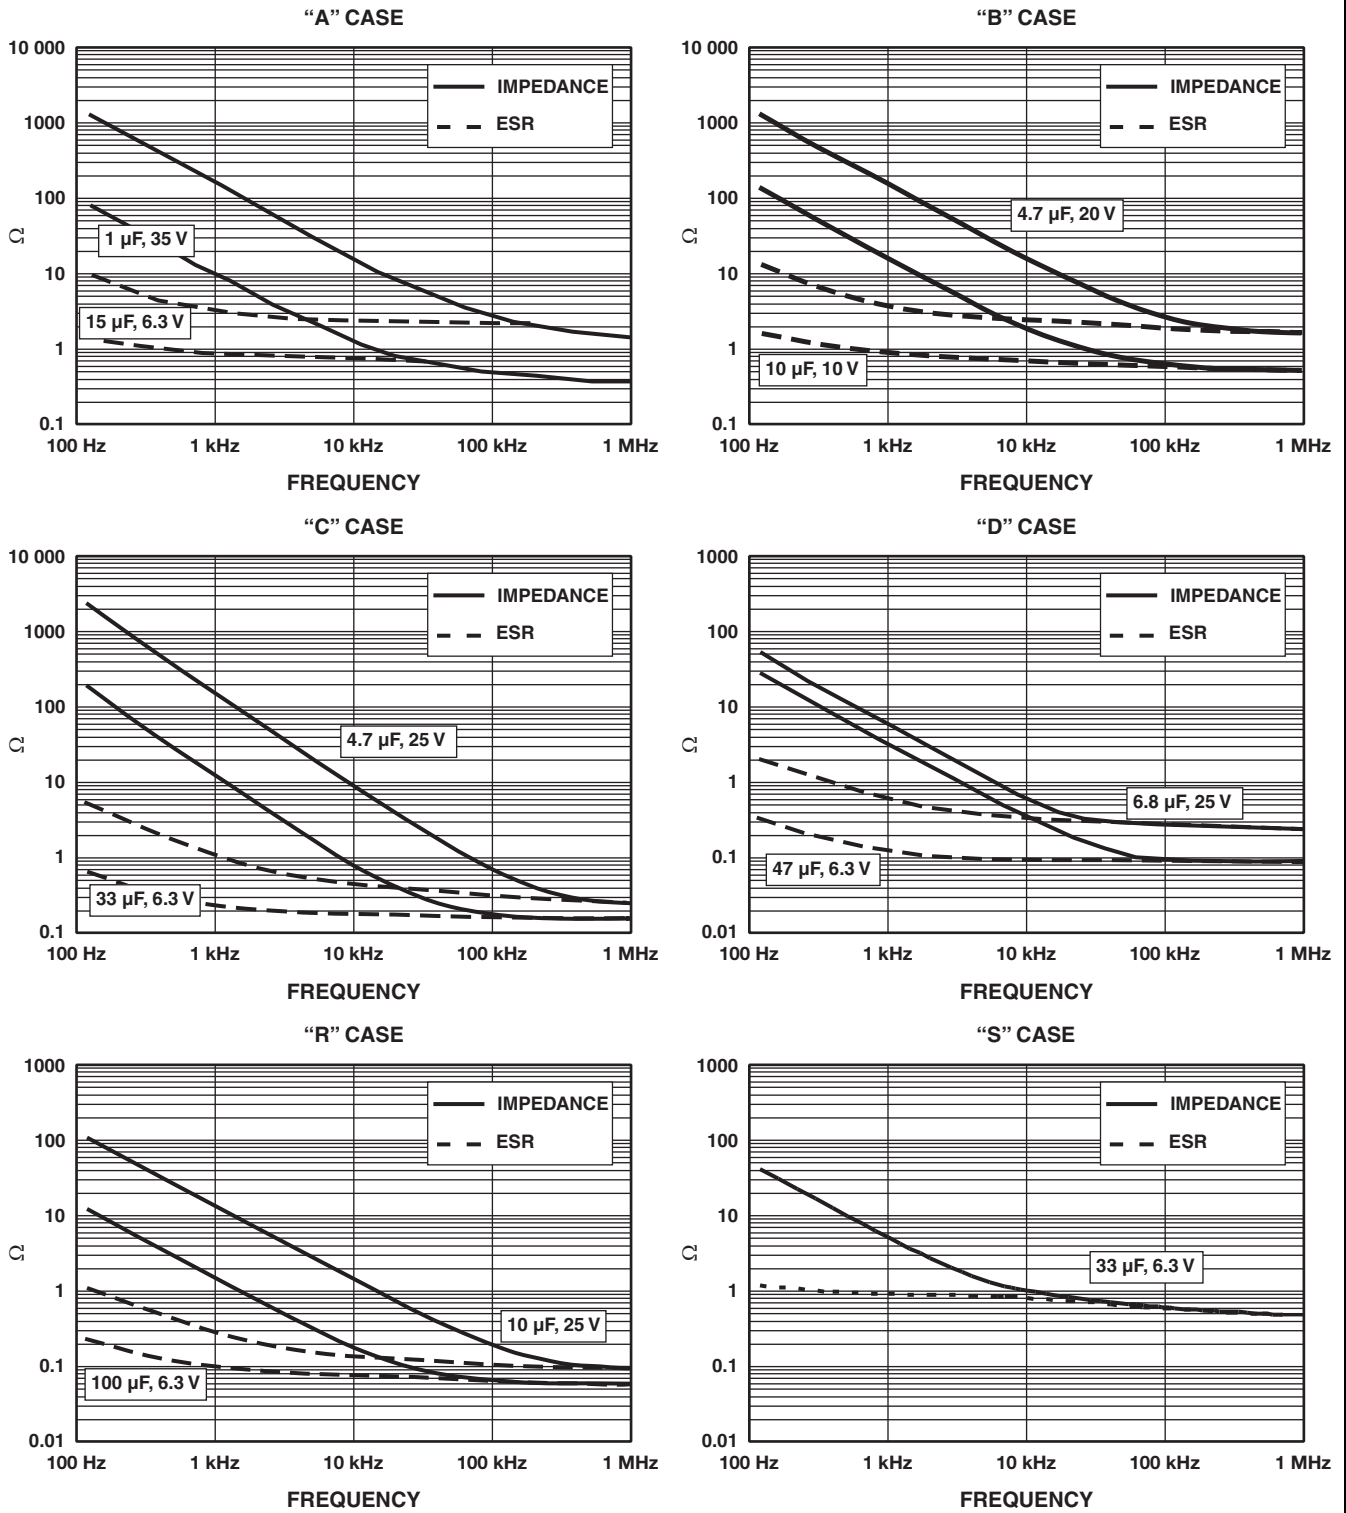 “A” CASE
10 000
1000
100
10
1
0.1
Ω
IMPEDANCE
ESR
1 µF, 35 V
15 µF, 6.3 V
100 Hz 1 kHz 10 kHz 100 kHz 1 MHz
FREQUENCY
“B” CASE
10 000
1000
100
10
1
0.1
Ω
IMPEDANCE
ESR
4.7 µF, 20 V
10 µF, 10 V
100 Hz 1 kHz 10 kHz 100 kHz 1 MHz
FREQUENCY
“C” CASE
10 000
1000
100
10
1
0.1
Ω
IMPEDANCE
ESR
4.7 µF, 25 V
33 µF, 6.3 V
100 Hz 1 kHz 10 kHz 100 kHz 1 MHz
FREQUENCY
“D” CASE
1000
100
10
1
0.1
0.01
Ω
IMPEDANCE
ESR
6.8 µF, 25 V
47 µF, 6.3 V
100 Hz 1 kHz 10 kHz 100 kHz 1 MHz
FREQUENCY
“R” CASE
1000
100
10
1
0.1
0.01
Ω
IMPEDANCE
ESR
10 µF, 25 V
100 µF, 6.3 V
100 Hz 1 kHz 10 kHz 100 kHz 1 MHz
FREQUENCY
“S” CASE
1000
100
10
1
0.1
0.01
Ω
IMPEDANCE
ESR
33 µF, 6.3 V
100 Hz 1 kHz 10 kHz 100 kHz 1 MHz
FREQUENCY